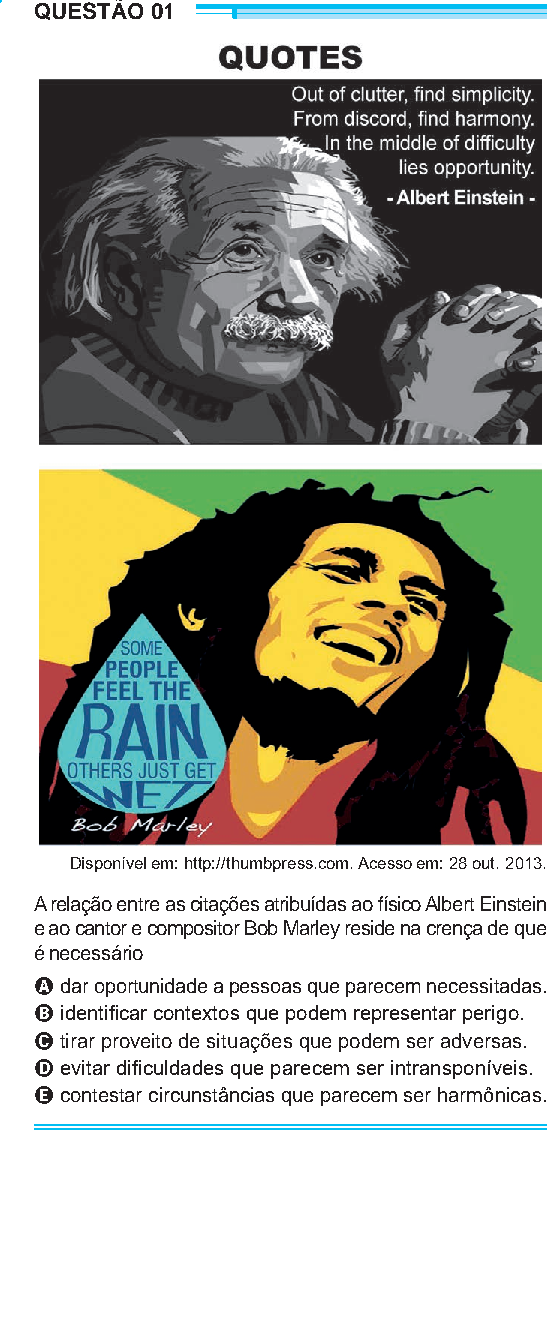 QUESTÃO 01
QUOTES
Out of clutter, find simplicity.
From discord, find harmony.
In the middle of difficulty
lies opportunity.
- Albert Einstein -
SOME
PEOPLE
FEEL THE
RAIN
OTHERS JUST GET
WET
Bob Marley
Disponível em: http://thumbpress.com. Acesso em: 28 out. 2013.
A relação entre as citações atribuídas ao físico Albert Einstein
e ao cantor e compositor Bob Marley reside na crença de que
é necessário
A dar oportunidade a pessoas que parecem necessitadas.
B identificar contextos que podem representar perigo.
C tirar proveito de situações que podem ser adversas.
D evitar dificuldades que parecem ser intransponíveis.
E contestar circunstâncias que parecem ser harmônicas.